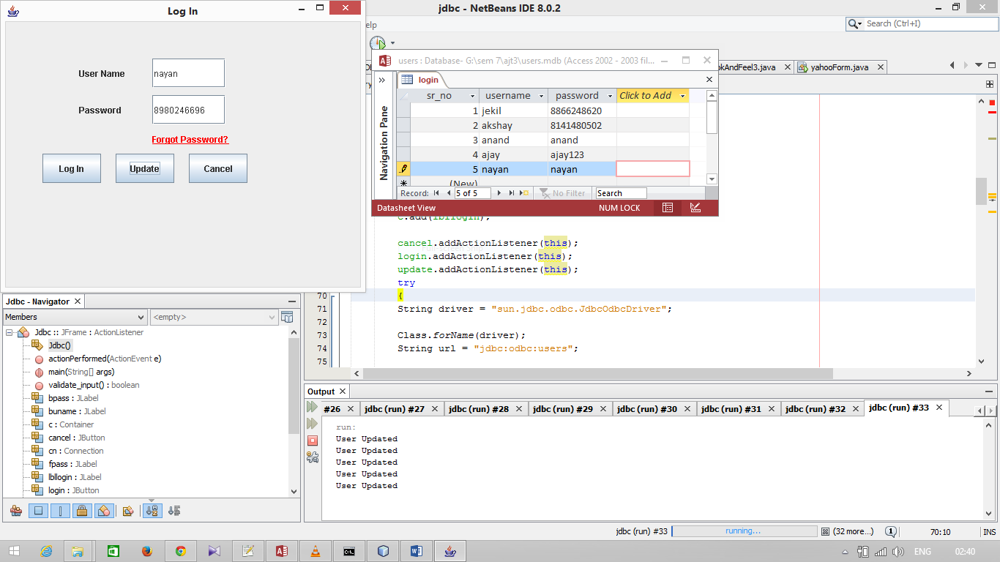 Log In
User Name
nayan
Password
8980246696
Forgot Password?
Log In
Update
Cancel
jdbc - NetBeans IDE 8.0.2
elp
Search (Ctrl+I)
users : Database- G:\sem 7\ajt3\users.mdb (Access 2002 - 2003 fil...
okAndFeel3.java
yahooForm.java
Navigation Pane
login
sr_no username password Click to Add
1 jekil 8866248620
2 akshay 8141480502
3 anand anand
4 ajay ajay123
5 nayan nayan
(New)
Record: 5 of 5 No Filter Search
Datasheet View NUM LOCK
c.add(lbllogin);
cancel.addActionListener(this);
login.addActionListener(this);
update.addActionListener(this);
try
70 {
71 String driver = "sun.jdbc.odbc.JdbcOdbcDriver";
72
73 Class.forName(driver);
74 String url = "jdbc:odbc:users";
75
Jdbc - Navigator
Members <empty>
Jdbc :: JFrame : ActionListener
Jdbc()
actionPerformed(ActionEvent e)
main(String[] args)
validate_input() : boolean
bpass : JLabel
buname : JLabel
c : Container
cancel : JButton
cn : Connection
fpass : JLabel
lbllogin : JLabel
login : JButton
Output
#26 jdbc (run) #27 jdbc (run) #28 jdbc (run) #29 jdbc (run) #30 jdbc (run) #31 jdbc (run) #32 jdbc (run) #33
run:
User Updated
User Updated
User Updated
User Updated
User Updated
jdbc (run) #33 running... (32 more...) 1 70:10 INS
ENG 02:40